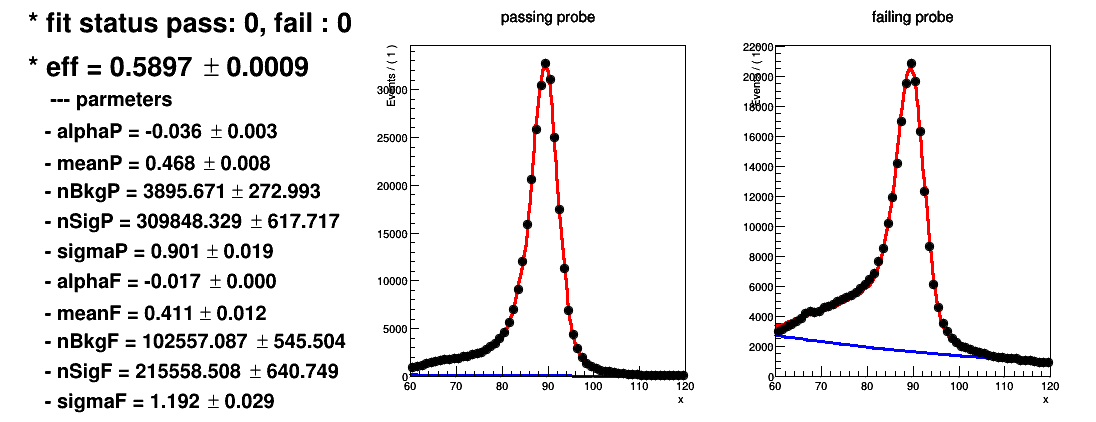 * fit status pass: 0, fail : 0
* eff = 0.5897 ± 0.0009
--- parmeters
- alphaP = -0.036 ± 0.003
- meanP = 0.468 ± 0.008
- nBkgP = 3895.671 ± 272.993
- nSigP = 309848.329 ± 617.717
- sigmaP = 0.901 ± 0.019
- alphaF = -0.017 ± 0.000
- meanF = 0.411 ± 0.012
- nBkgF = 102557.087 ± 545.504
- nSigF = 215558.508 ± 640.749
- sigmaF = 1.192 ± 0.029
passing probe
Events / ( 1 )
30000
25000
20000
15000
10000
5000
0
60 70 80 90 100 110 120
x
failing probe
Events / ( 1 )
22000
20000
18000
16000
14000
12000
10000
8000
6000
4000
2000
0
60 70 80 90 100 110 120
x